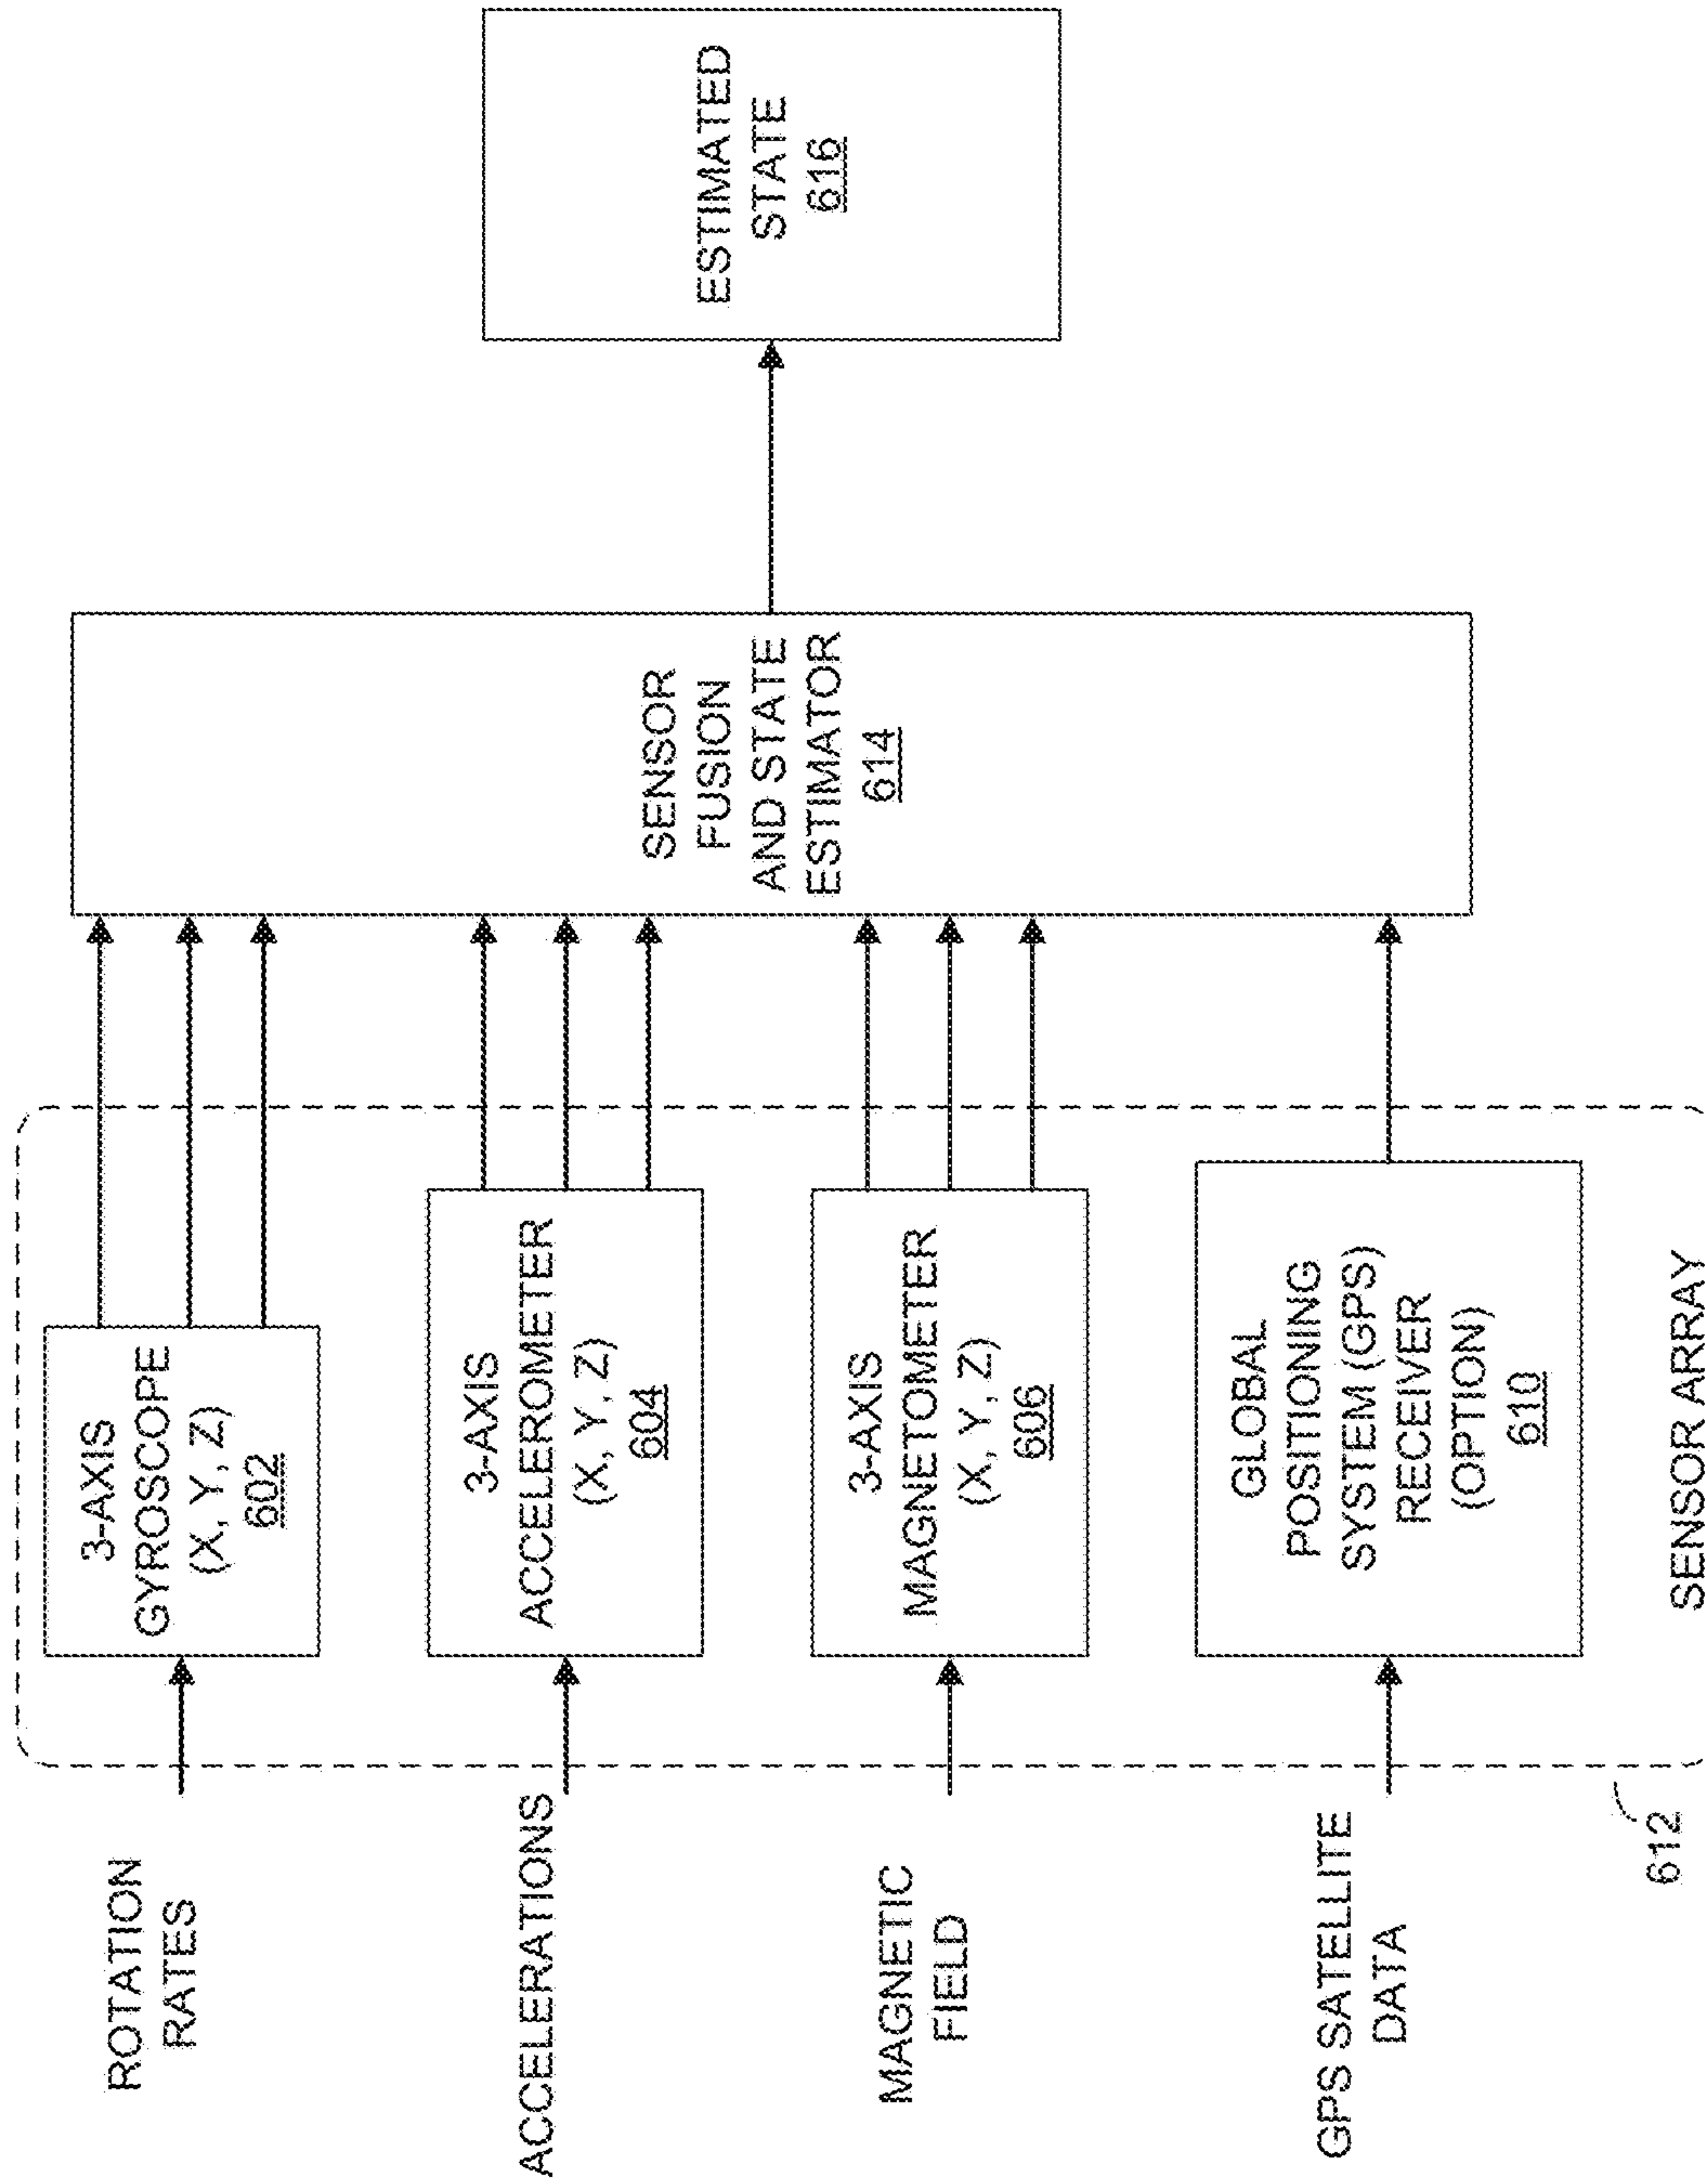 ROTATION
RATES
3-AXIS
GYROSCOPE
(X, Y, Z)
602
ACCELERATIONS
3-AXIS
ACCELEROMETER
(X, Y, Z)
604
MAGNETIC
FIELD
3-AXIS
MAGNETOMETER
(X, Y, Z)
606
GPS SATELLITE
DATA
GLOBAL
POSITIONING
SYSTEM (GPS)
RECEIVER
(OPTION)
610
612
SENSOR ARRAY
SENSOR
FUSION
AND STATE
ESTIMATOR
614
ESTIMATED
STATE
616